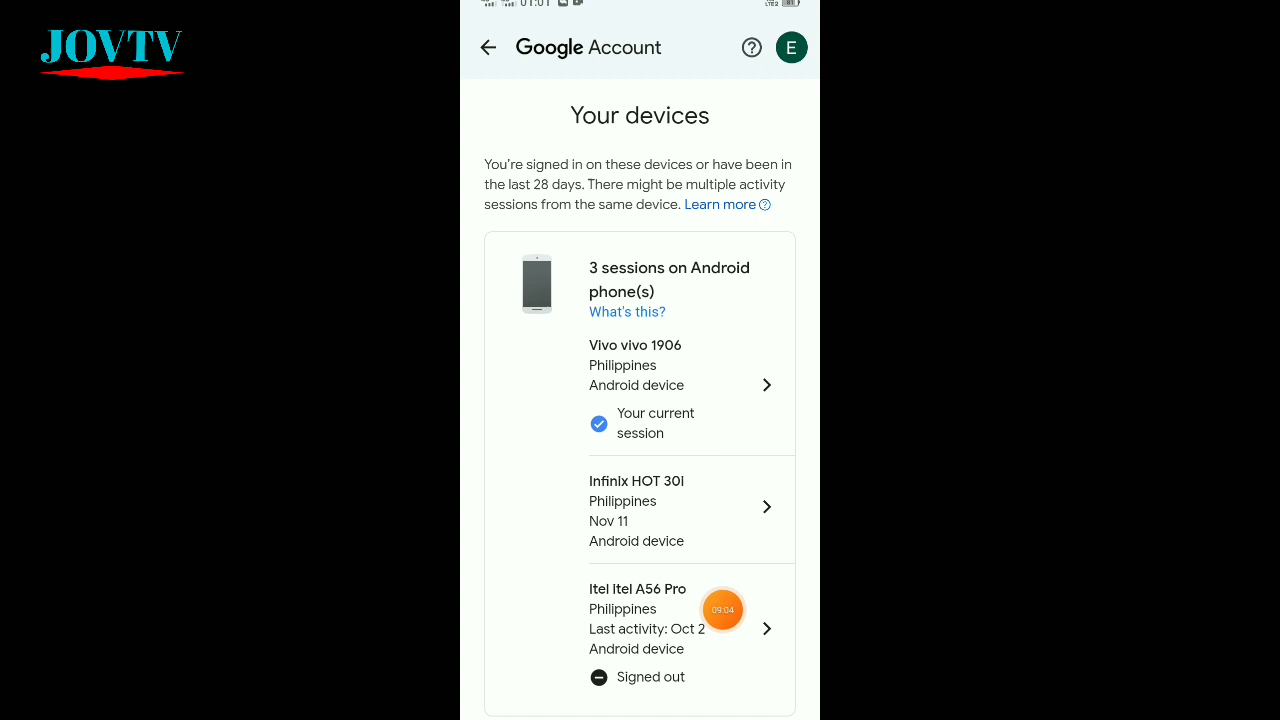 JOVTV
01:01
81
Google Account
E
Your devices
You're signed in on these devices or have been in
the last 28 days. There might be multiple activity
sessions from the same device. Learn more
3 sessions on Android
phone(s)
What's this?
Vivo vivo 1906
Philippines
Android device
Your current
session
Infinix HOT 30i
Philippines
Nov 11
Android device
Itel itel A56 Pro
Philippines
09:04
Last activity: Oct 2
Android device
Signed out